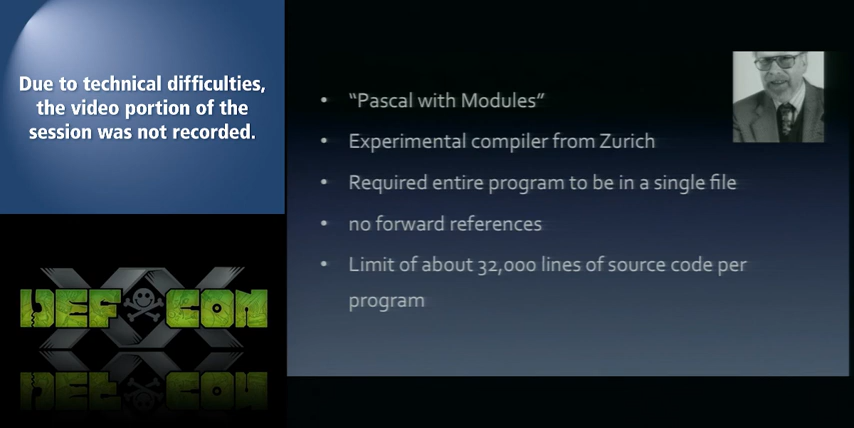 Due to technical difficulties,
the video portion of the
session was not recorded.
DEF CON
XX
• “Pascal with Modules”
• Experimental compiler from Zurich
• Required entire program to be in a single file
• no forward references
• Limit of about 32,000 lines of source code per
program